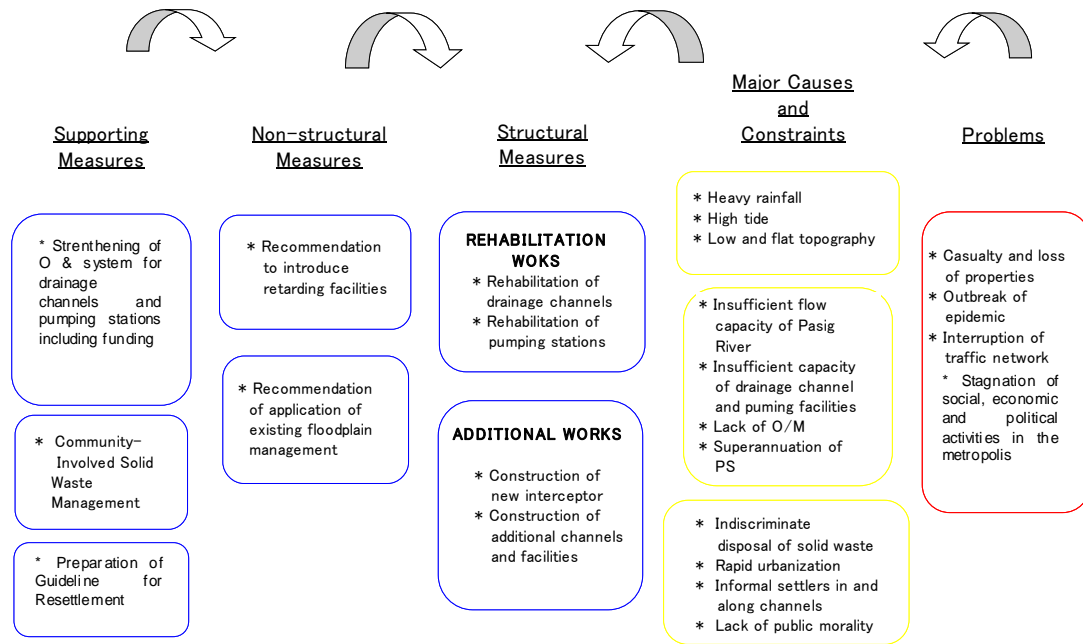 Supporting
Measures
* Strenthening of
O & system for
drainage
channels and
pumping stations
including funding
* Community-
Involved Solid
Waste
Management
* Preparation of
Guideline for
Resettlement
Non-structural
Measures
* Recommendation
to introduce
retarding facilities
* Recommendation
of application of
existing floodplain
management
Structural
Measures
REHABILITATION
WOKS
* Rehabilitation of
drainage channels
* Rehabilitation of
pumping stations
ADDITIONAL WORKS
* Construction of
new interceptor
* Construction of
additional channels
and facilities
Major Causes
and
Constraints
* Heavy rainfall
* High tide
* Low and flat topography
* Insufficient flow
capacity of Pasig
River
* Insufficient capacity
of drainage channel
and puming facilities
* Lack of O/M
* Superannuation of
PS
* Indiscriminate
disposal of solid waste
* Rapid urbanization
* Informal settlers in and
along channels
* Lack of public morality
Problems
* Casualty and loss
of properties
* Outbreak of
epidemic
* Interruption of
traffic network
* Stagnation of
social, economic
and political
activities in the
metropolis